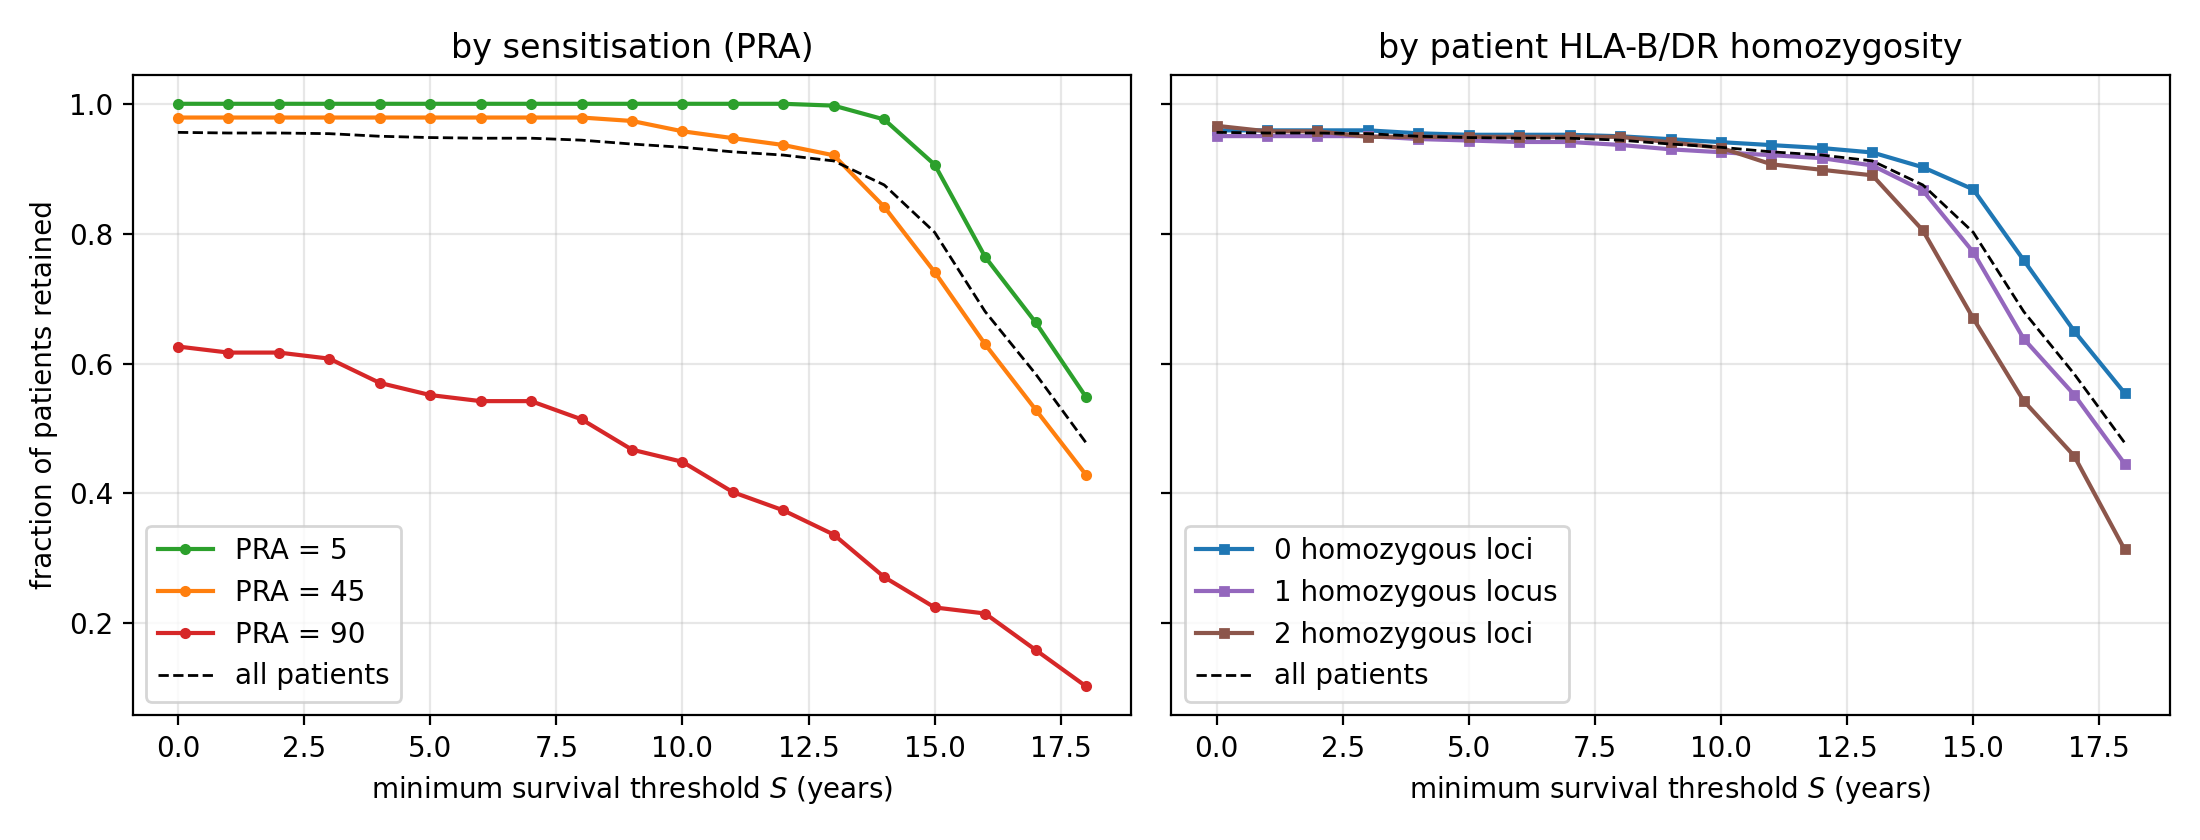 by sensitisation (PRA)
fraction of patients retained
1.0
0.8
0.6
0.4
0.2
PRA = 5
PRA = 45
PRA = 90
all patients
0.0 2.5 5.0 7.5 10.0 12.5 15.0 17.5
minimum survival threshold S (years)
by patient HLA-B/DR homozygosity
0 homozygous loci
1 homozygous locus
2 homozygous loci
all patients
0.0 2.5 5.0 7.5 10.0 12.5 15.0 17.5
minimum survival threshold S (years)